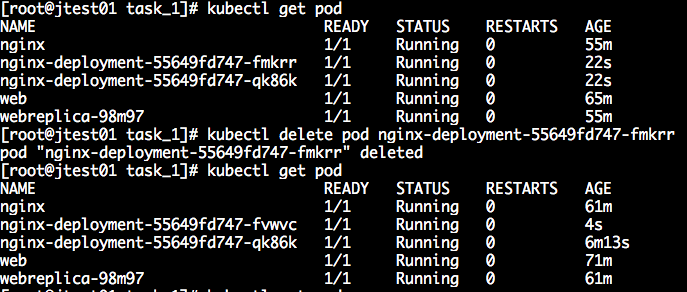 [root@jtest01 task_1]# kubectl get pod
NAME READY STATUS RESTARTS AGE
nginx 1/1 Running 0 55m
nginx-deployment-55649fd747-fmkrr 1/1 Running 0 22s
nginx-deployment-55649fd747-qk86k 1/1 Running 0 22s
web 1/1 Running 0 65m
webreplica-98m97 1/1 Running 0 55m
[root@jtest01 task_1]# kubectl delete pod nginx-deployment-55649fd747-fmkrr
pod "nginx-deployment-55649fd747-fmkrr" deleted
[root@jtest01 task_1]# kubectl get pod
NAME READY STATUS RESTARTS AGE
nginx 1/1 Running 0 61m
nginx-deployment-55649fd747-fvwvc 1/1 Running 0 4s
nginx-deployment-55649fd747-qk86k 1/1 Running 0 6m13s
web 1/1 Running 0 71m
webreplica-98m97 1/1 Running 0 61m